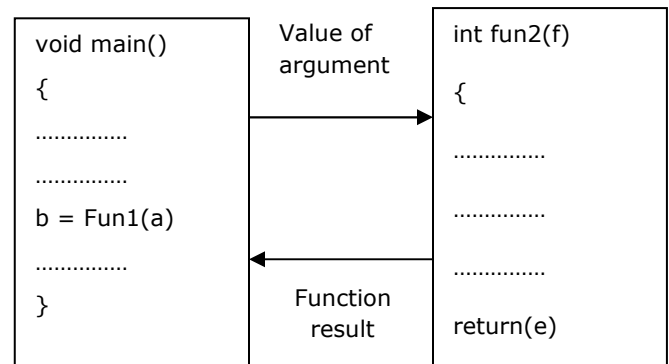 void main()
{
...............
...............
b = Fun1(a)
...............
}
Value of
argument
Function
result
int fun2(f)
{
...............
...............
...............
return(e)